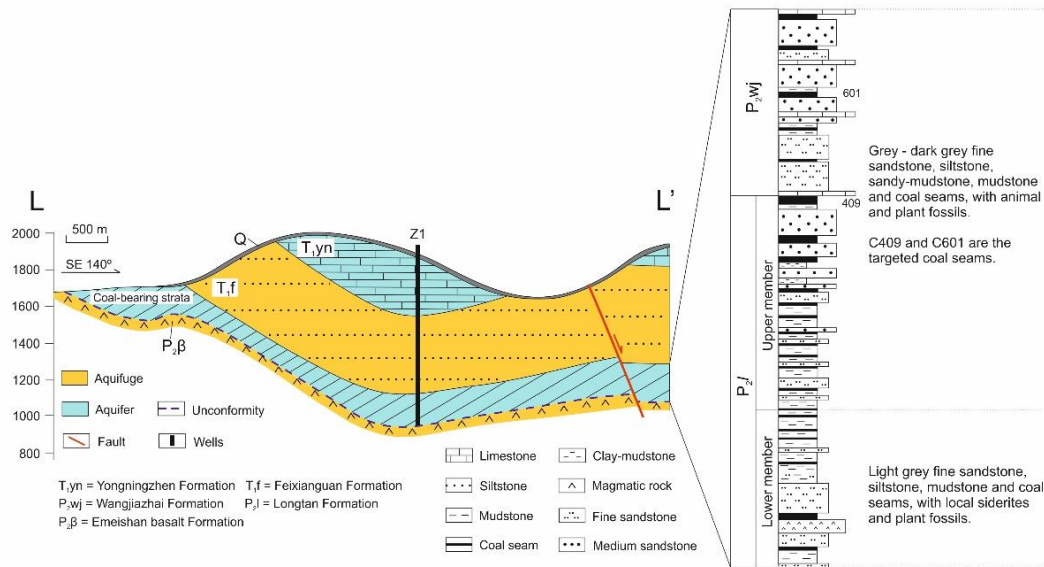 L
L'
2000
1800
1600
1400
1200
1000
800
500 m
SE 140°
Q
T₁yn
Z1
T₁f
Coal-bearing strata
P₂β
Aquifuge
Aquifer
Unconformity
Fault
Wells
T₁yn = Yongningzhen Formation T₁f = Feixianguan Formation
P₂wj = Wangjiazhai Formation P₂l = Longtan Formation
P₂β = Emeishan basalt Formation
Limestone
Clay-mudstone
Siltstone
Magmatic rock
Mudstone
Fine sandstone
Coal seam
Medium sandstone
P₂wj
601
409
P₂l
Upper member
Lower member
Grey - dark grey fine
sandstone, siltstone,
sandy-mudstone, mudstone
and coal seams, with animal
and plant fossils.
C409 and C601 are the
targeted coal seams.
Light grey fine sandstone,
siltstone, mudstone and coal
seams, with local siderites
and plant fossils.